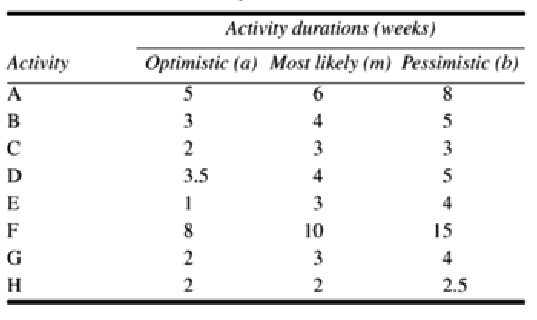 Activity durations (weeks)
Activity Optimistic (a) Most likely (m) Pessimistic (b)
A 5 6 8
B 3 4 5
C 2 3 3
D 3.5 4 5
E 1 3 4
F 8 10 15
G 2 3 4
H 2 2 2.5